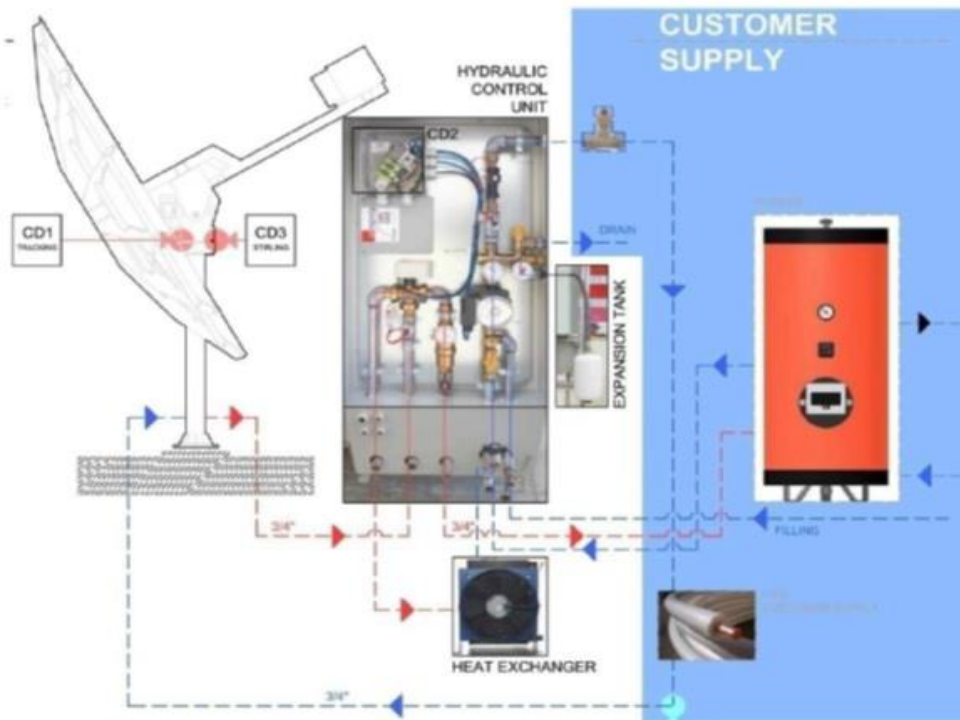 CUSTOMER
SUPPLY
HYDRAULIC
CONTROL
UNIT
CD2
CD1
TRACKING
CD3
STIRLING
DRAIN
EXPANSION TANK
3/4"
3/4"
FILLING
HEAT EXCHANGER
3/4"